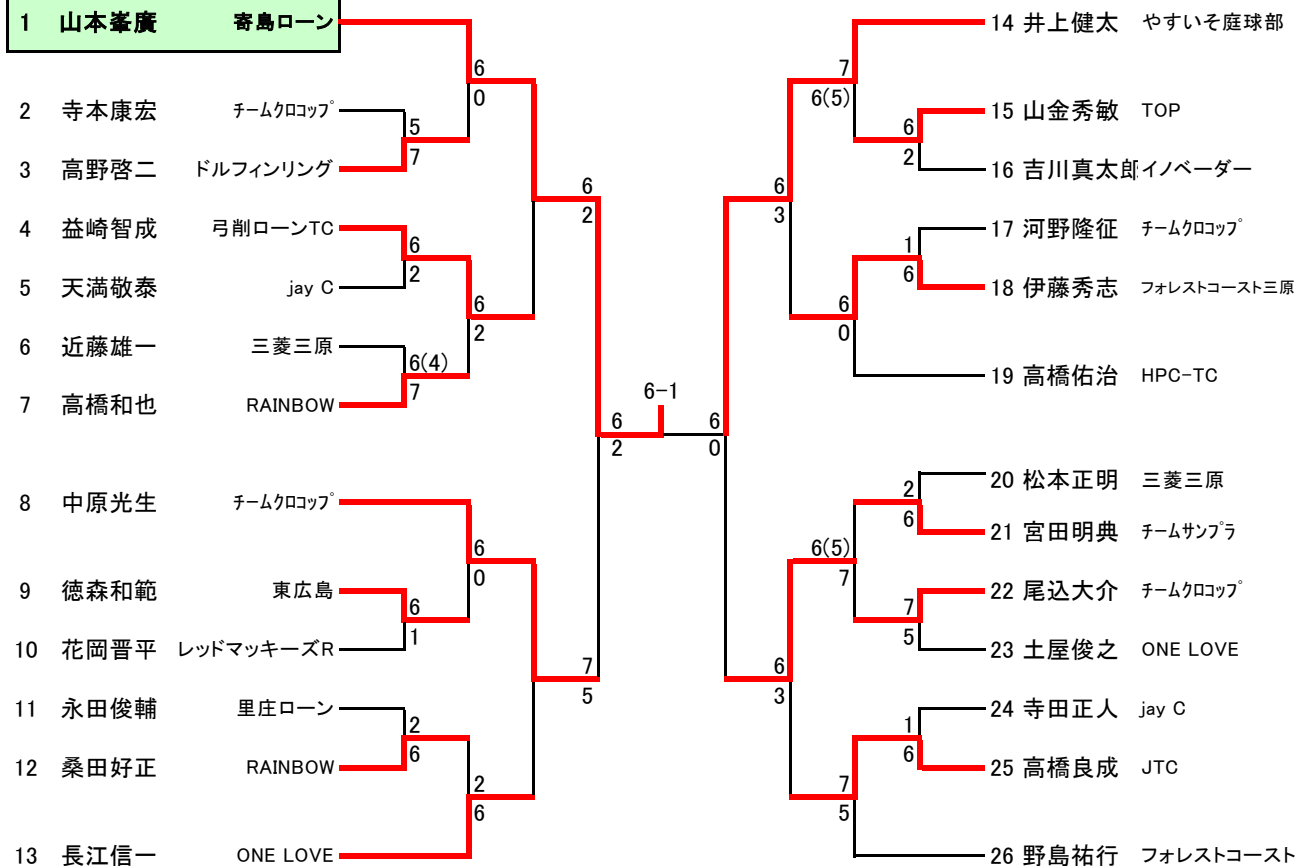 1 山本峯廣 寄島ローン
6
0
2 寺本康宏 チームクロコップ
5
7
3 高野啓二 ドルフィンリング
6
2
4 益崎智成 弓削ローンTC
6
2
5 天満敬泰 jay C
6
2
6 近藤雄一 三菱三原
6(4)
7
7 高橋和也 RAINBOW
6
2
6-1
8 中原光生 チームクロコップ
6
0
9 徳森和範 東広島
6
1
10 花岡晋平 レッドマッキーズR
7
5
11 永田俊輔 里庄ローン
2
6
12 桑田好正 RAINBOW
2
6
13 長江信一 ONE LOVE
14 井上健太 やすいそ庭球部
7
6(5)
15 山金秀敏 TOP
6
2
16 吉川真太郎 イノベーダー
6
3
17 河野隆征 チームクロコップ
1
6
18 伊藤秀志 フォレストコースト三原
6
0
19 高橋佑治 HPC-TC
6
0
20 松本正明 三菱三原
2
6
21 宮田明典 チームサンプラ
6(5)
7
22 尾込大介 チームクロコップ
7
5
23 土屋俊之 ONE LOVE
6
3
24 寺田正人 jay C
1
6
25 高橋良成 JTC
7
5
26 野島祐行 フォレストコースト